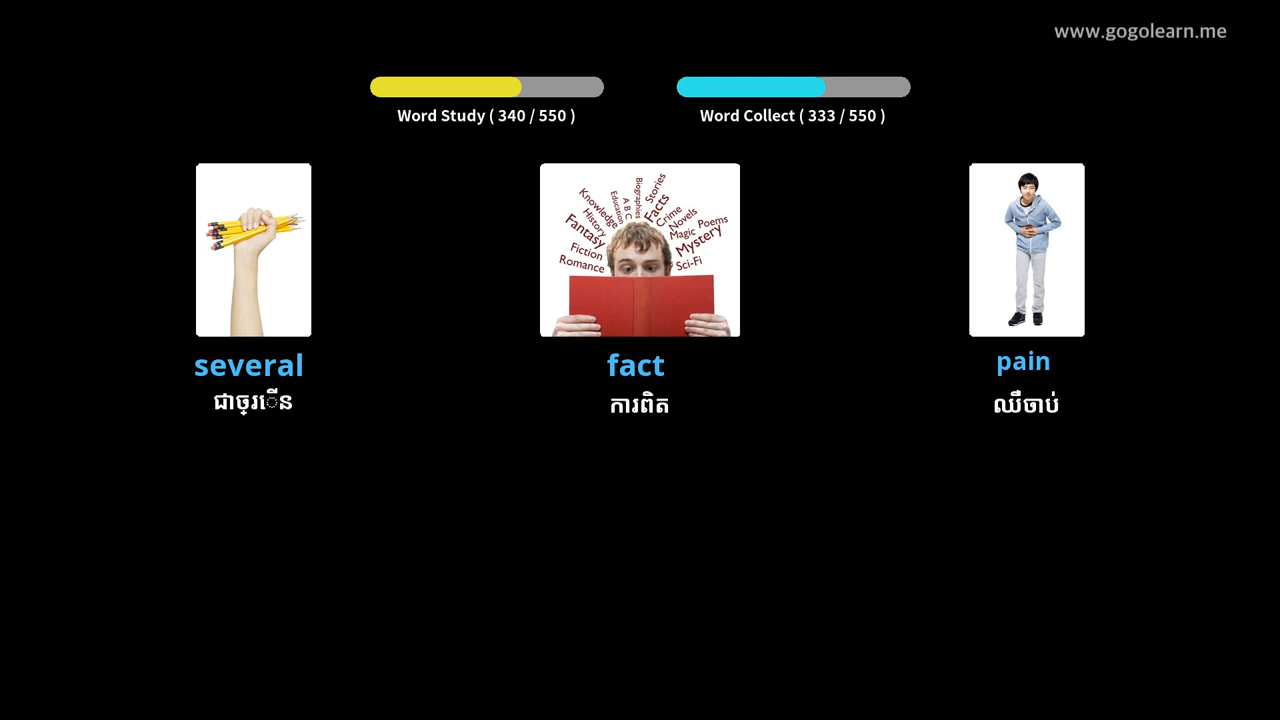 www.gogolearn.me
Word Study ( 340 / 550 )
Word Collect ( 333 / 550 )
Stories
Biographies
Facts
Knowledge
Education
A B C
Crime
History
Novels
Fantasy
Magic
Poems
Mystery
Fiction
Romance
Sci-Fi
several
fact
pain
ជាច្រើន
ការពិត
ឈឺចាប់